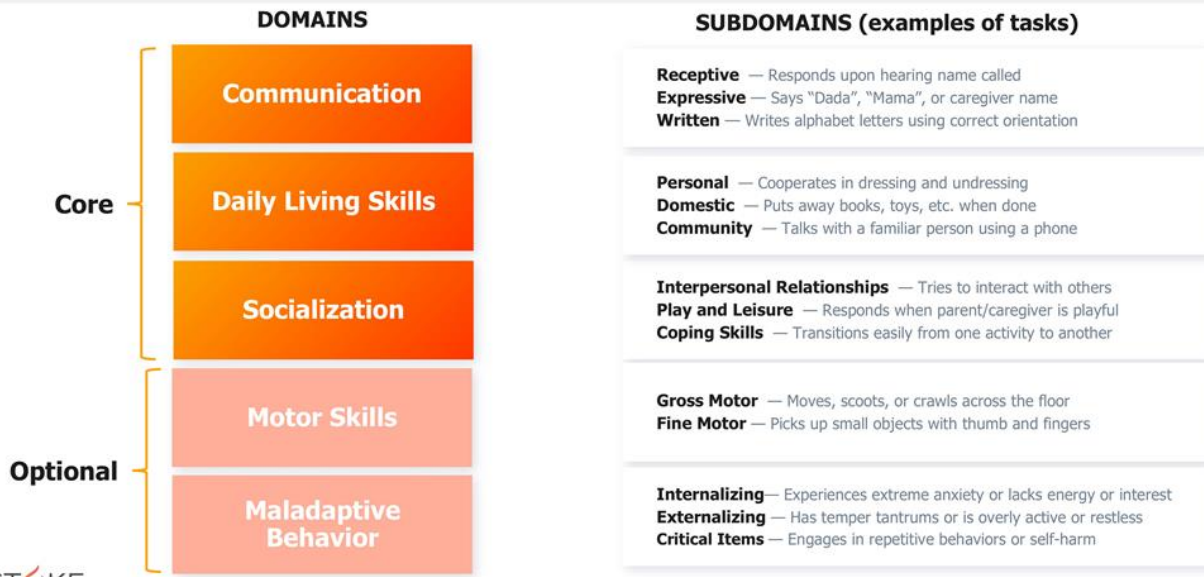 DOMAINS
SUBDOMAINS (examples of tasks)
Core
Communication
Receptive — Responds upon hearing name called
Expressive — Says “Dada”, “Mama”, or caregiver name
Written — Writes alphabet letters using correct orientation
Daily Living Skills
Personal — Cooperates in dressing and undressing
Domestic — Puts away books, toys, etc. when done
Community — Talks with a familiar person using a phone
Socialization
Interpersonal Relationships — Tries to interact with others
Play and Leisure — Responds when parent/caregiver is playful
Coping Skills — Transitions easily from one activity to another
Optional
Motor Skills
Gross Motor — Moves, scoots, or crawls across the floor
Fine Motor — Picks up small objects with thumb and fingers
Maladaptive
Behavior
Internalizing— Experiences extreme anxiety or lacks energy or interest
Externalizing — Has temper tantrums or is overly active or restless
Critical Items — Engages in repetitive behaviors or self-harm